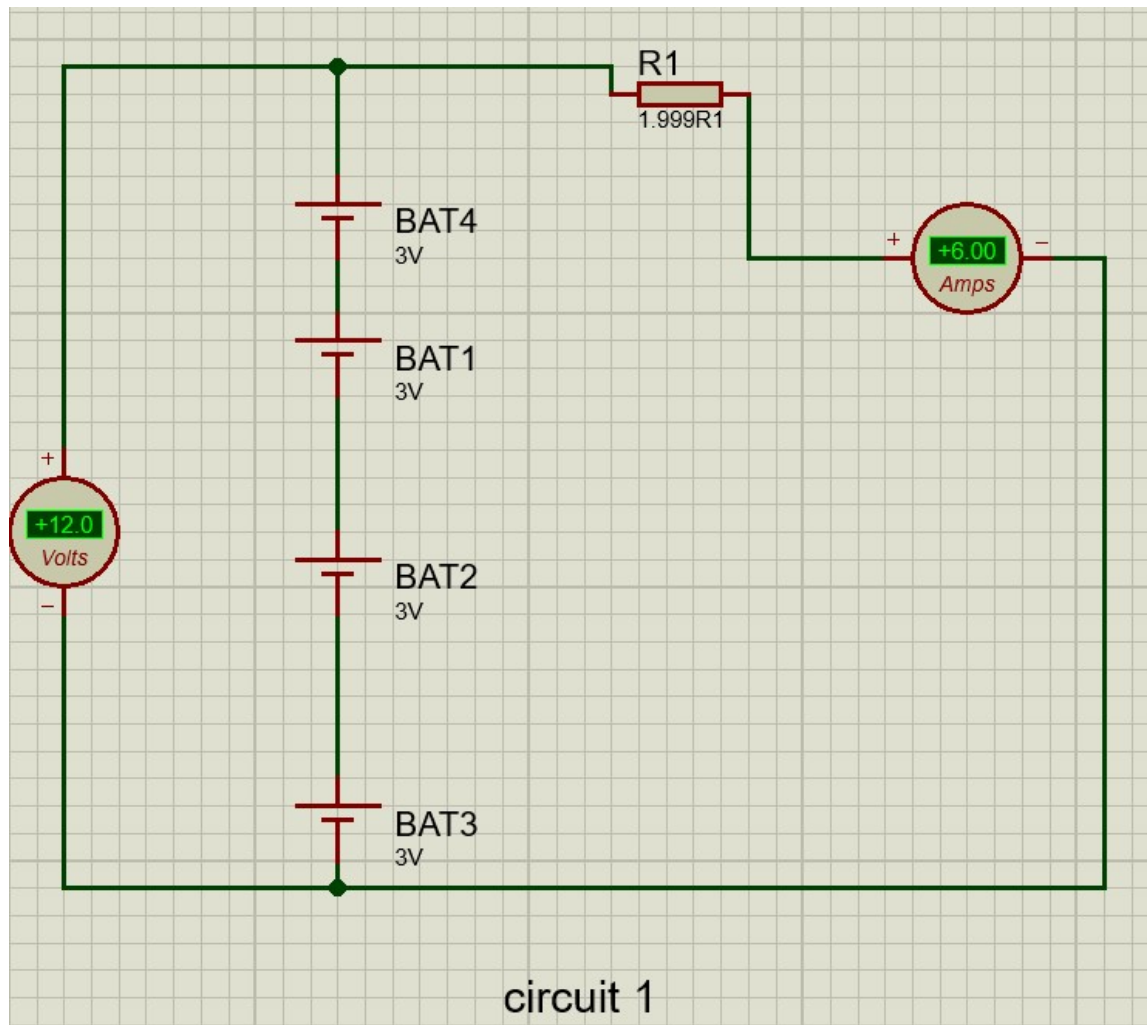 R1
1.999R1
BAT4
3V
+
+6.00
−
Amps
BAT1
3V
+
+12.0
Volts
−
BAT2
3V
BAT3
3V
circuit 1